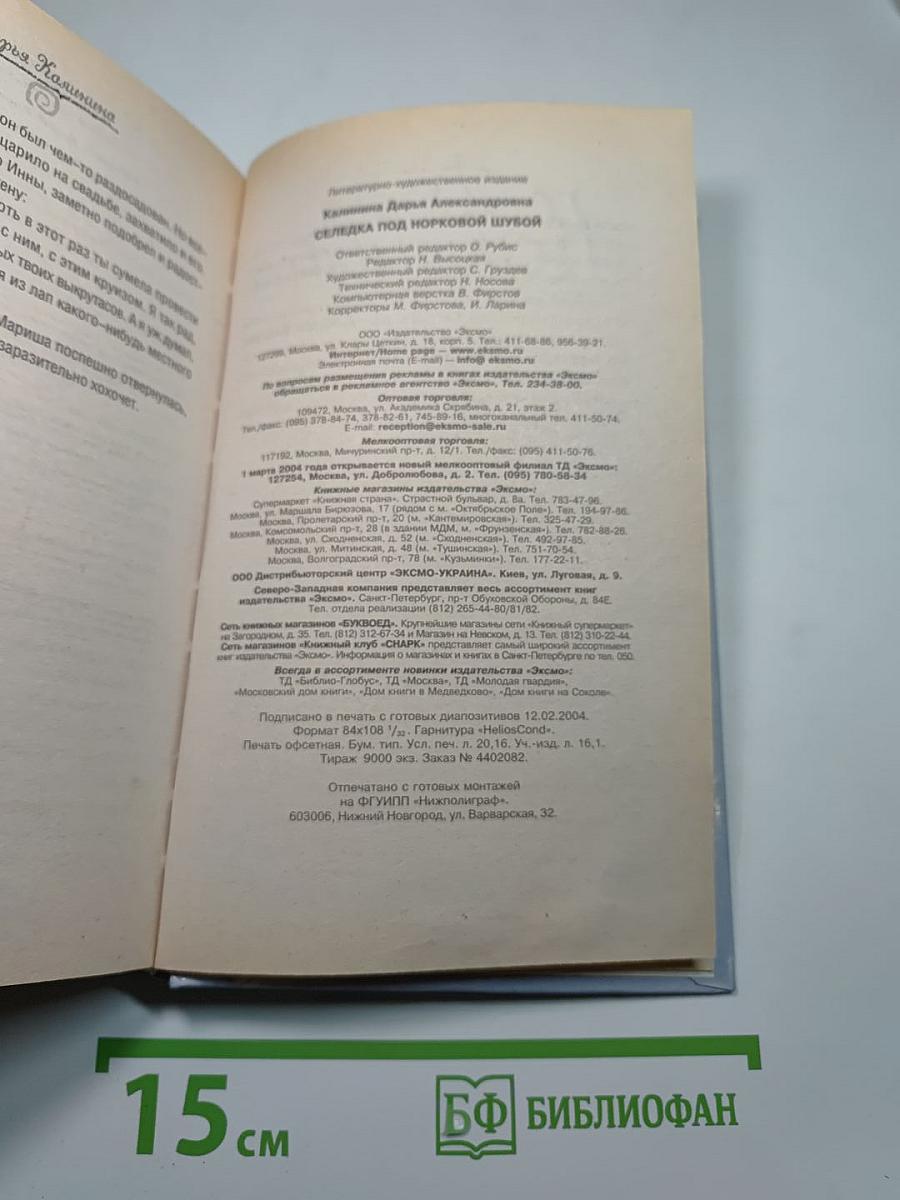 рья Калинина
он был чем-то раздосадован. Но
царило на свадьбе, захватило и его
Инны, заметно подобрел и
ену:
оть в этот раз ты сумела привести
с ним, с этим круизом. Я так рад
ых твоих выкрутасов. А я уж думал,
я из лап какого-нибудь местного
Мариша поспешно отвернулась,
заразительно хохочет.
Литературно-художественное издание
Калинина Дарья Александровна
СЕЛЕДКА ПОД НОРКОВОЙ ШУБОЙ
Ответственный редактор О. Рубис
Редактор Н. Высоцкая
Художественный редактор С. Груздев
Технический редактор Н. Носова
Компьютерная верстка В. Фирстов
Корректоры М. Фирстова, И. Ларина
ООО «Издательство «Эксмо»
127299, Москва, ул. Клары Цеткин, д. 18, корп. 5. Тел.: 411-68-86, 956-39-21.
Интернет/Home page — www.eksmo.ru
Электронная почта (E-mail) — info@ eksmo.ru
По вопросам размещения рекламы в книгах издательства «Эксмо»
обращаться в рекламное агентство «Эксмо». Тел. 234-38-00.
Оптовая торговля:
109472, Москва, ул. Академика Скрябина, д. 21, этаж 2.
Тел./факс: (095) 378-84-74, 378-82-61, 745-89-16, многоканальный тел. 411-50-74.
E-mail: reception@eksmo-sale.ru
Мелкооптовая торговля:
117192, Москва, Мичуринский пр-т, д. 12/1. Тел./факс: (095) 411-50-76.
1 марта 2004 года открывается новый мелкооптовый филиал ТД «Эксмо»:
127254, Москва, ул. Добролюбова, д. 2. Тел. (095) 780-58-34
Книжные магазины издательства «Эксмо»:
Супермаркет «Книжная страна». Страстной бульвар, д. 8а. Тел. 783-47-96.
Москва, ул. Маршала Бирюзова, 17 (рядом с м. «Октябрьское Поле»). Тел. 194-97-86.
Москва, Пролетарский пр-т, 20 (м. «Кантемировская»). Тел. 325-47-29.
Москва, Комсомольский пр-т, 28 (в здании МДМ, м. «Фрунзенская»). Тел. 782-88-26.
Москва, ул. Сходненская, д. 52 (м. «Сходненская»). Тел. 492-97-85.
Москва, ул. Митинская, д. 48 (м. «Тушинская»). Тел. 751-70-54.
Москва, Волгоградский пр-т, 78 (м. «Кузьминки»). Тел. 177-22-11.
ООО Дистрибьюторский центр «ЭКСМО-УКРАИНА». Киев, ул. Луговая, д. 9.
Северо-Западная компания представляет весь ассортимент книг
издательства «Эксмо». Санкт-Петербург, пр-т Обуховской Обороны, д. 84Е.
Тел. отдела реализации (812) 265-44-80/81/82.
Сеть книжных магазинов «БУКВОЕД». Крупнейшие магазины сети «Книжный супермаркет»
на Загородном, д. 35. Тел. (812) 312-67-34 и Магазин на Невском, д. 13. Тел. (812) 310-22-44.
Сеть магазинов «Книжный клуб «СНАРК» представляет самый широкий ассортимент
книг издательства «Эксмо». Информация о магазинах и книгах в Санкт-Петербурге по тел. 050.
Всегда в ассортименте новинки издательства «Эксмо»:
ТД «Библио-Глобус», ТД «Москва», ТД «Молодая гвардия»,
«Московский дом книги», «Дом книги в Медведково», «Дом книги на Соколе».
Подписано в печать с готовых диапозитивов 12.02.2004.
Формат 84x108 1/32. Гарнитура «HeliosCond».
Печать офсетная. Бум. тип. Усл. печ. л. 20,16. Уч.-изд. л. 16,1.
Тираж 9000 экз. Заказ № 4402082.
Отпечатано с готовых монтажей
на ФГУИПП «Нижполиграф».
603006, Нижний Новгород, ул. Варварская, 32.
15 см
БФ БИБЛИОФАН